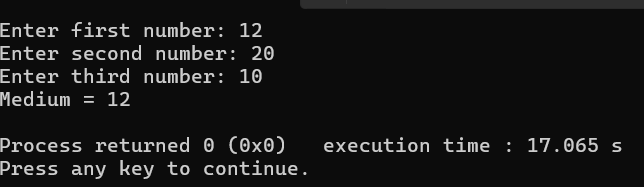 Enter first number: 12
Enter second number: 20
Enter third number: 10
Medium = 12
Process returned 0 (0x0)   execution time : 17.065 s
Press any key to continue.